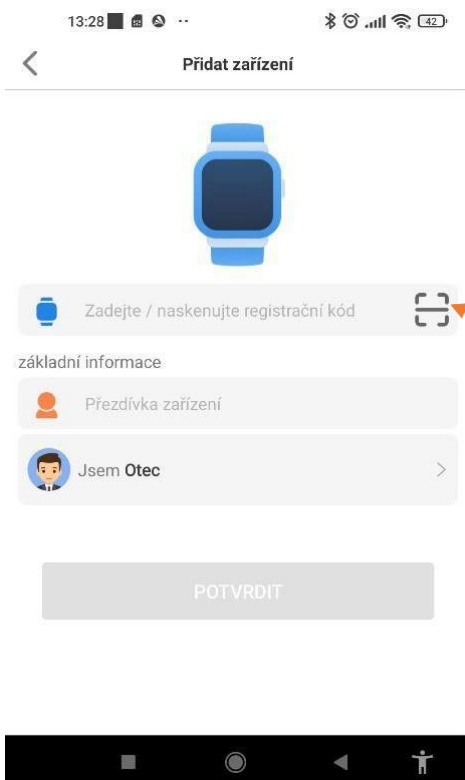 13:28
42
Přidat zařízení
Zadejte / naskenujte registrační kód
základní informace
Přezdívka zařízení
Jsem Otec
POTVRDIT